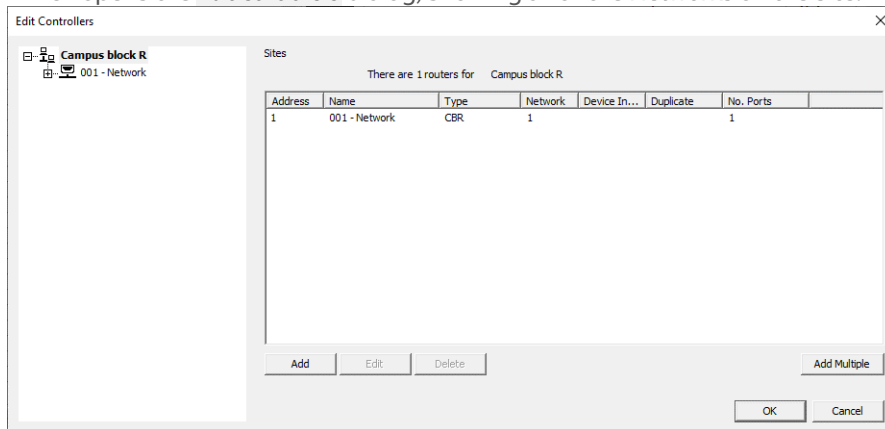 Edit Controllers
Campus block R
001 - Network
Sites
There are 1 routers for Campus block R
Address Name Type Network Device In... Duplicate No. Ports
1 001 - Network CBR 1 1
Add Edit Delete Add Multiple
OK Cancel